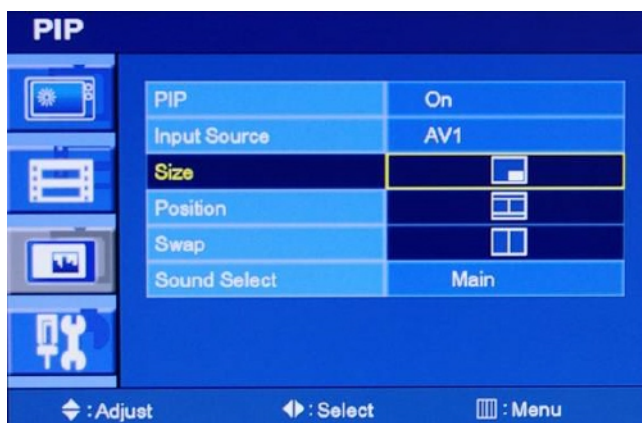 PIP
PIP On
Input Source AV1
Size
Position
Swap
Sound Select Main
: Adjust : Select : Menu